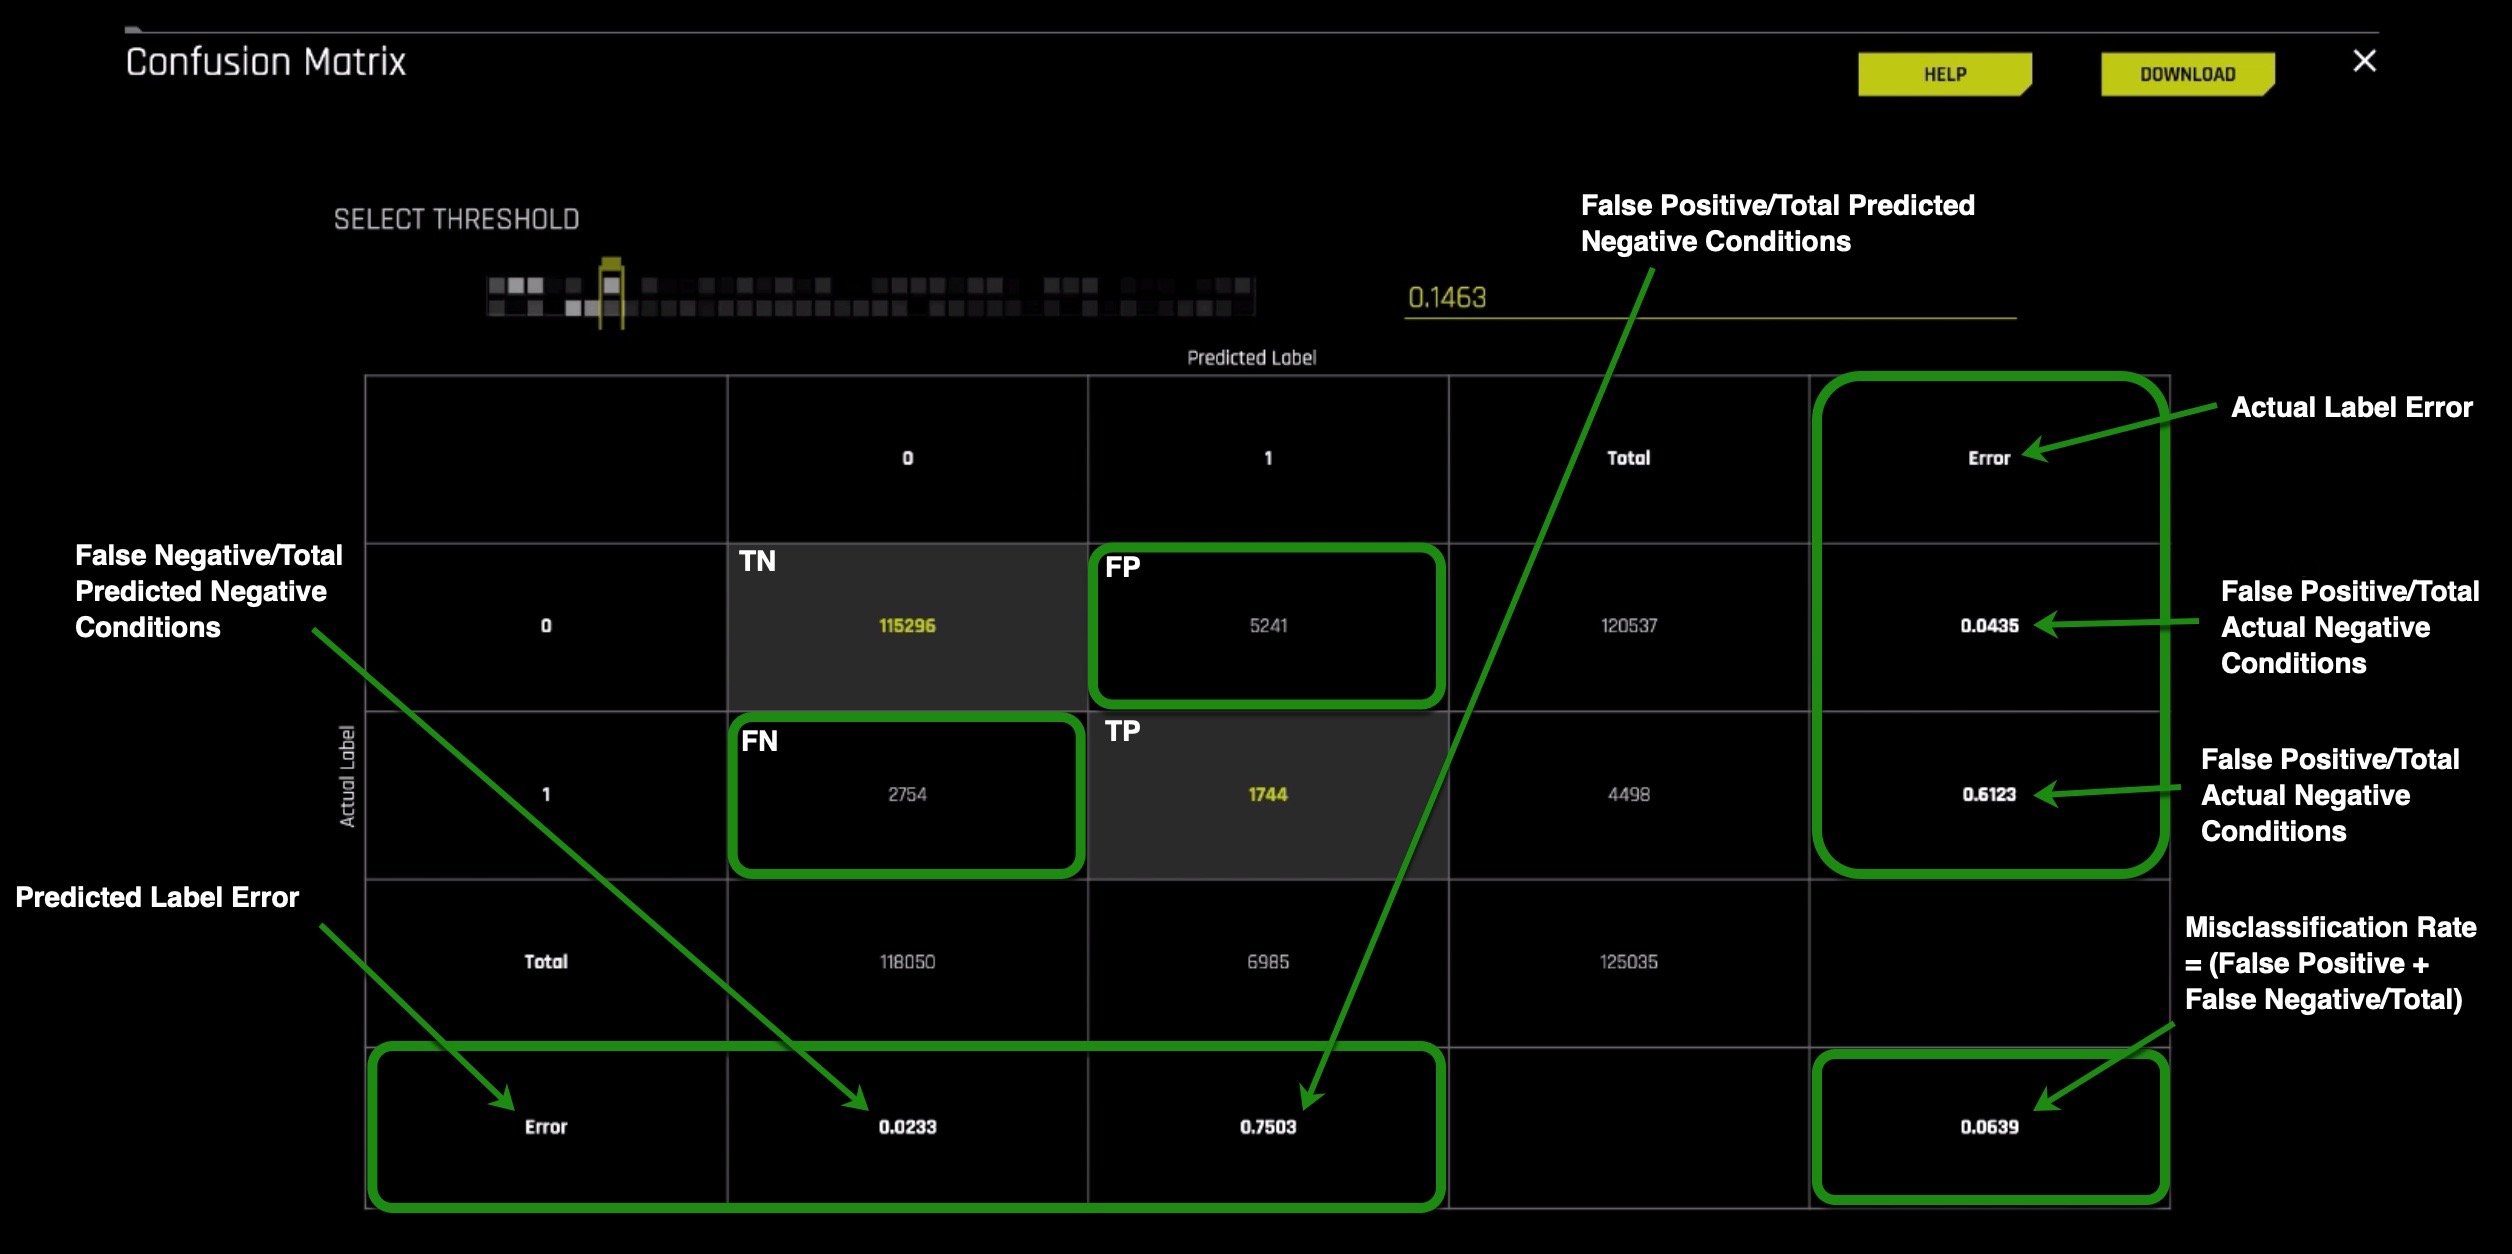 Confusion Matrix
HELP
DOWNLOAD
SELECT THRESHOLD
0.1463
False Positive/Total Predicted
Negative Conditions
Predicted Label
0
1
Total
Error
Actual Label Error
Actual Label
0
TN
115296
FP
5241
120537
0.0435
False Positive/Total
Actual Negative
Conditions
False Negative/Total
Predicted Negative
Conditions
1
FN
2754
TP
1744
4498
0.6123
False Positive/Total
Actual Negative
Conditions
Predicted Label Error
Total
118050
6985
125035
Misclassification Rate
= (False Positive +
False Negative/Total)
Error
0.0233
0.7503
0.0639